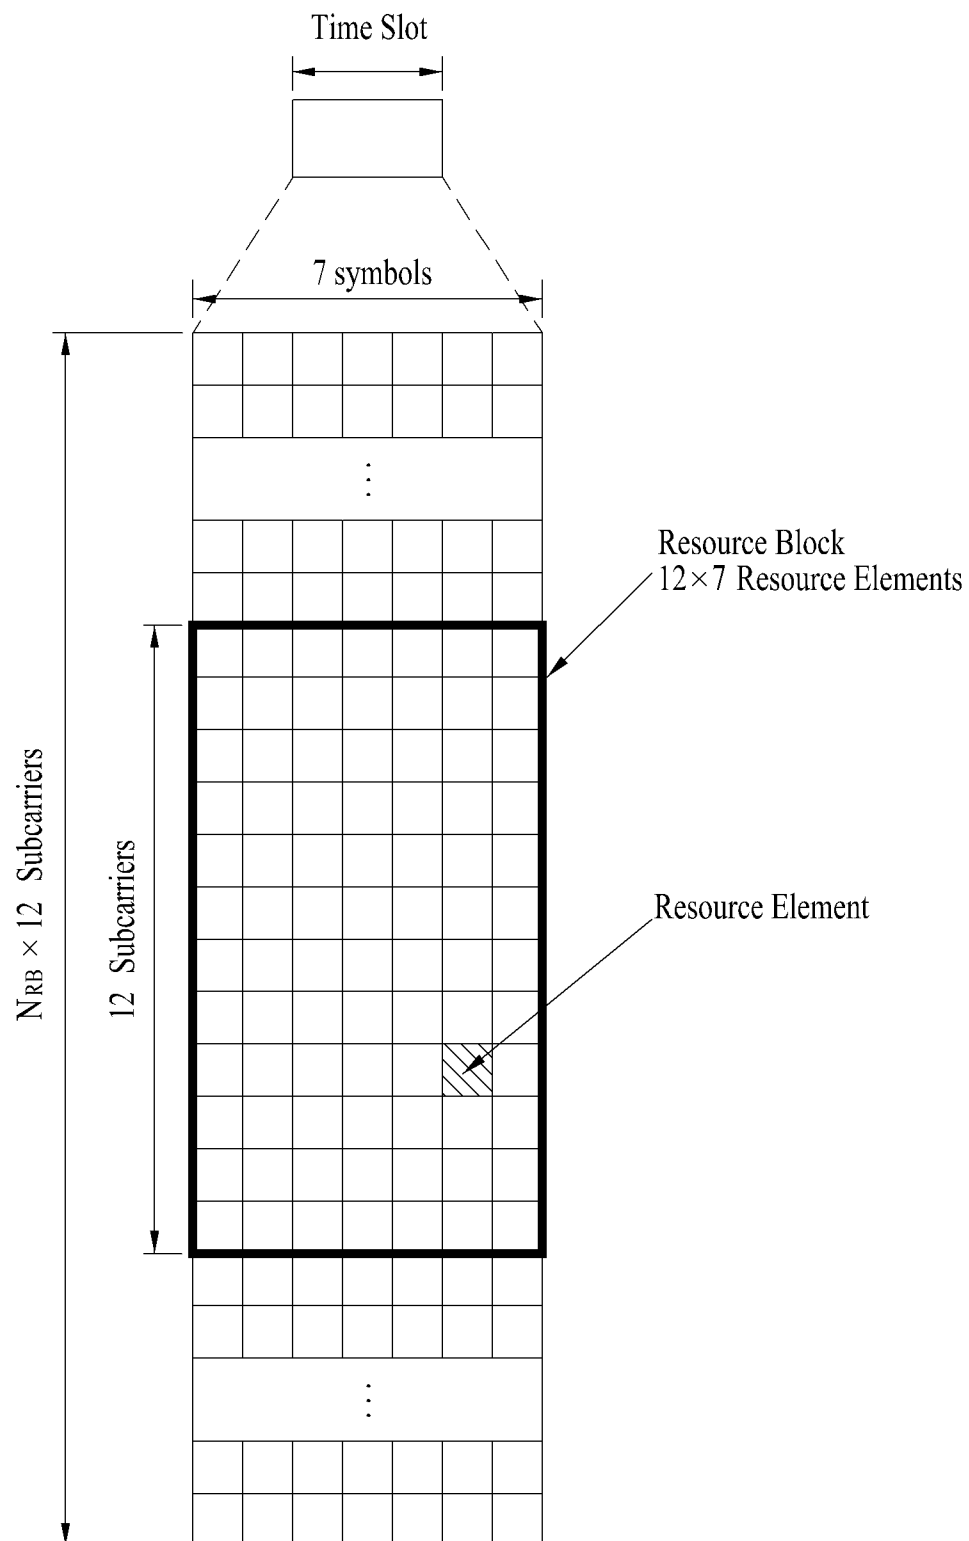 Time Slot
7 symbols
Resource Block
12×7 Resource Elements
NRB × 12 Subcarriers
12 Subcarriers
Resource Element